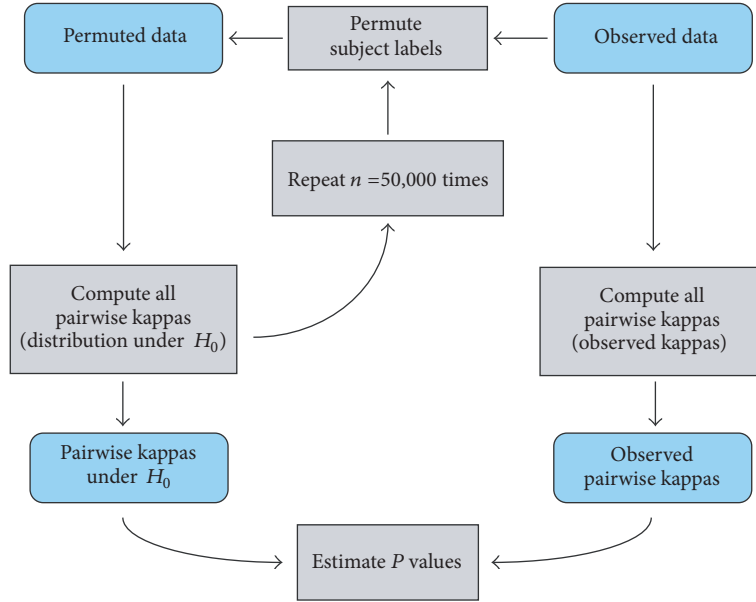 Permuted data
Permute
subject labels
Observed data
Repeat n =50,000 times
Compute all
pairwise kappas
(distribution under H₀)
Compute all
pairwise kappas
(observed kappas)
Pairwise kappas
under H₀
Observed
pairwise kappas
Estimate P values